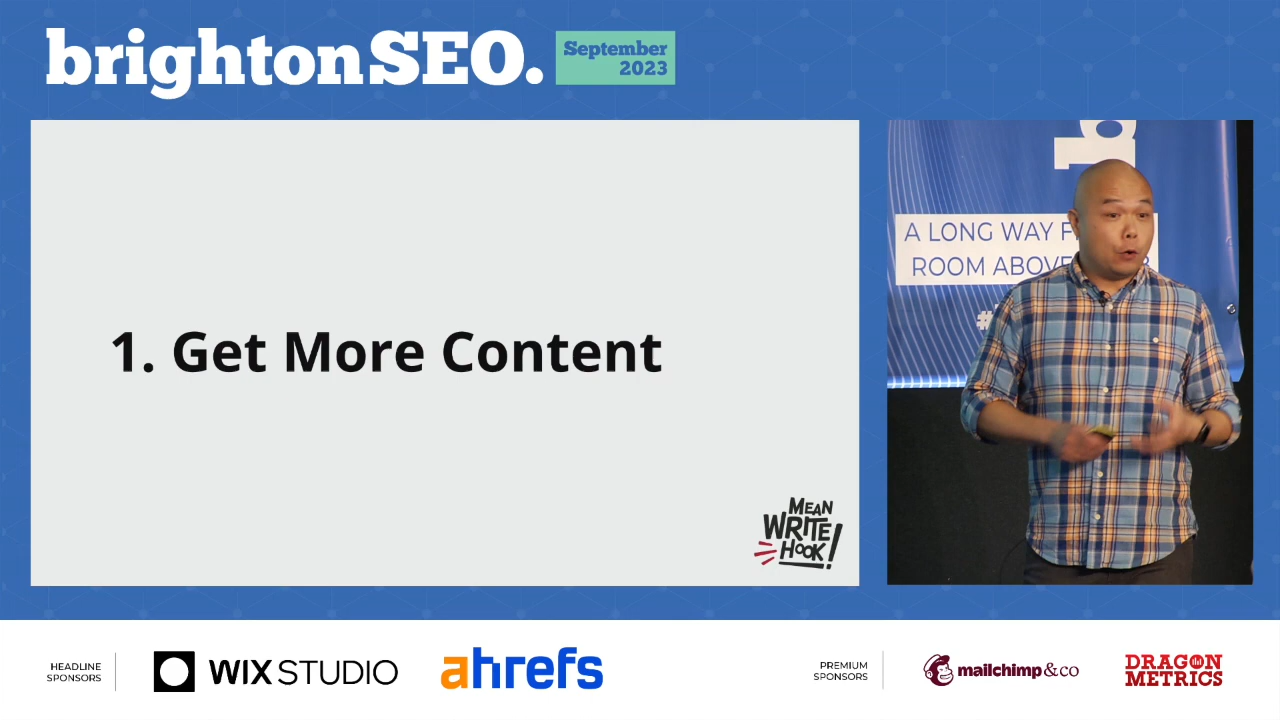 brightonSEO.
September
2023
1. Get More Content
MEAN
WRITE
HOOK!
A LONG WAY F
ROOM ABOVE
HEADLINE
SPONSORS
WIX STUDIO
ahrefs
PREMIUM
SPONSORS
mailchimp&co
DRAGON
METRICS